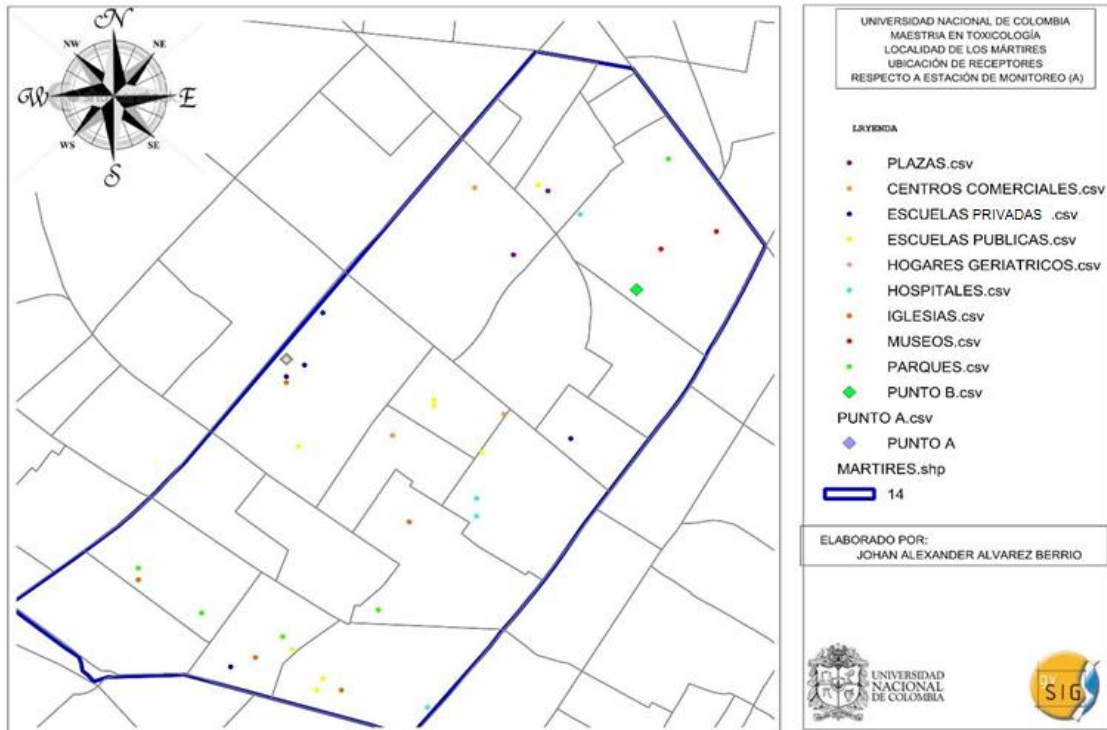 N
NW
NE
W
E
WS
SE
S
UNIVERSIDAD NACIONAL DE COLOMBIA
MAESTRIA EN TOXICOLOGÍA
LOCALIDAD DE LOS MÁRTIRES
UBICACIÓN DE RECEPTORES
RESPECTO A ESTACIÓN DE MONITOREO (A)
LRYENDA
PLAZAS.csv
CENTROS COMERCIALES.csv
ESCUELAS PRIVADAS .csv
ESCUELAS PUBLICAS.csv
HOGARES GERIATRICOS.csv
HOSPITALES.csv
IGLESIAS.csv
MUSEOS.csv
PARQUES.csv
PUNTO B.csv
PUNTO A.csv
PUNTO A
MARTIRES.shp
14
ELABORADO POR:
JOHAN ALEXANDER ALVAREZ BERRIO
UNIVERSIDAD
NACIONAL
DE COLOMBIA
SIG